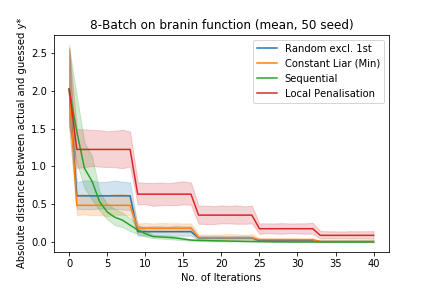 8-Batch on branin function (mean, 50 seed)
Absolute distance between actual and guessed y*
2.5
2.0
1.5
1.0
0.5
0.0
Random excl. 1st
Constant Liar (Min)
Sequential
Local Penalisation
0 5 10 15 20 25 30 35 40
No. of Iterations